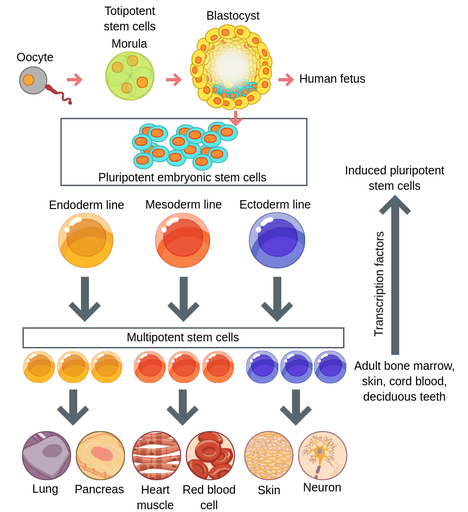 Totipotent
stem cells
Morula
Blastocyst
Oocyte
Human fetus
Pluripotent embryonic stem cells
Induced pluripotent
stem cells
Endoderm line
Mesoderm line
Ectoderm line
Transcription factors
Multipotent stem cells
Adult bone marrow,
skin, cord blood,
deciduous teeth
Lung
Pancreas
Heart
muscle
Red blood
cell
Skin
Neuron